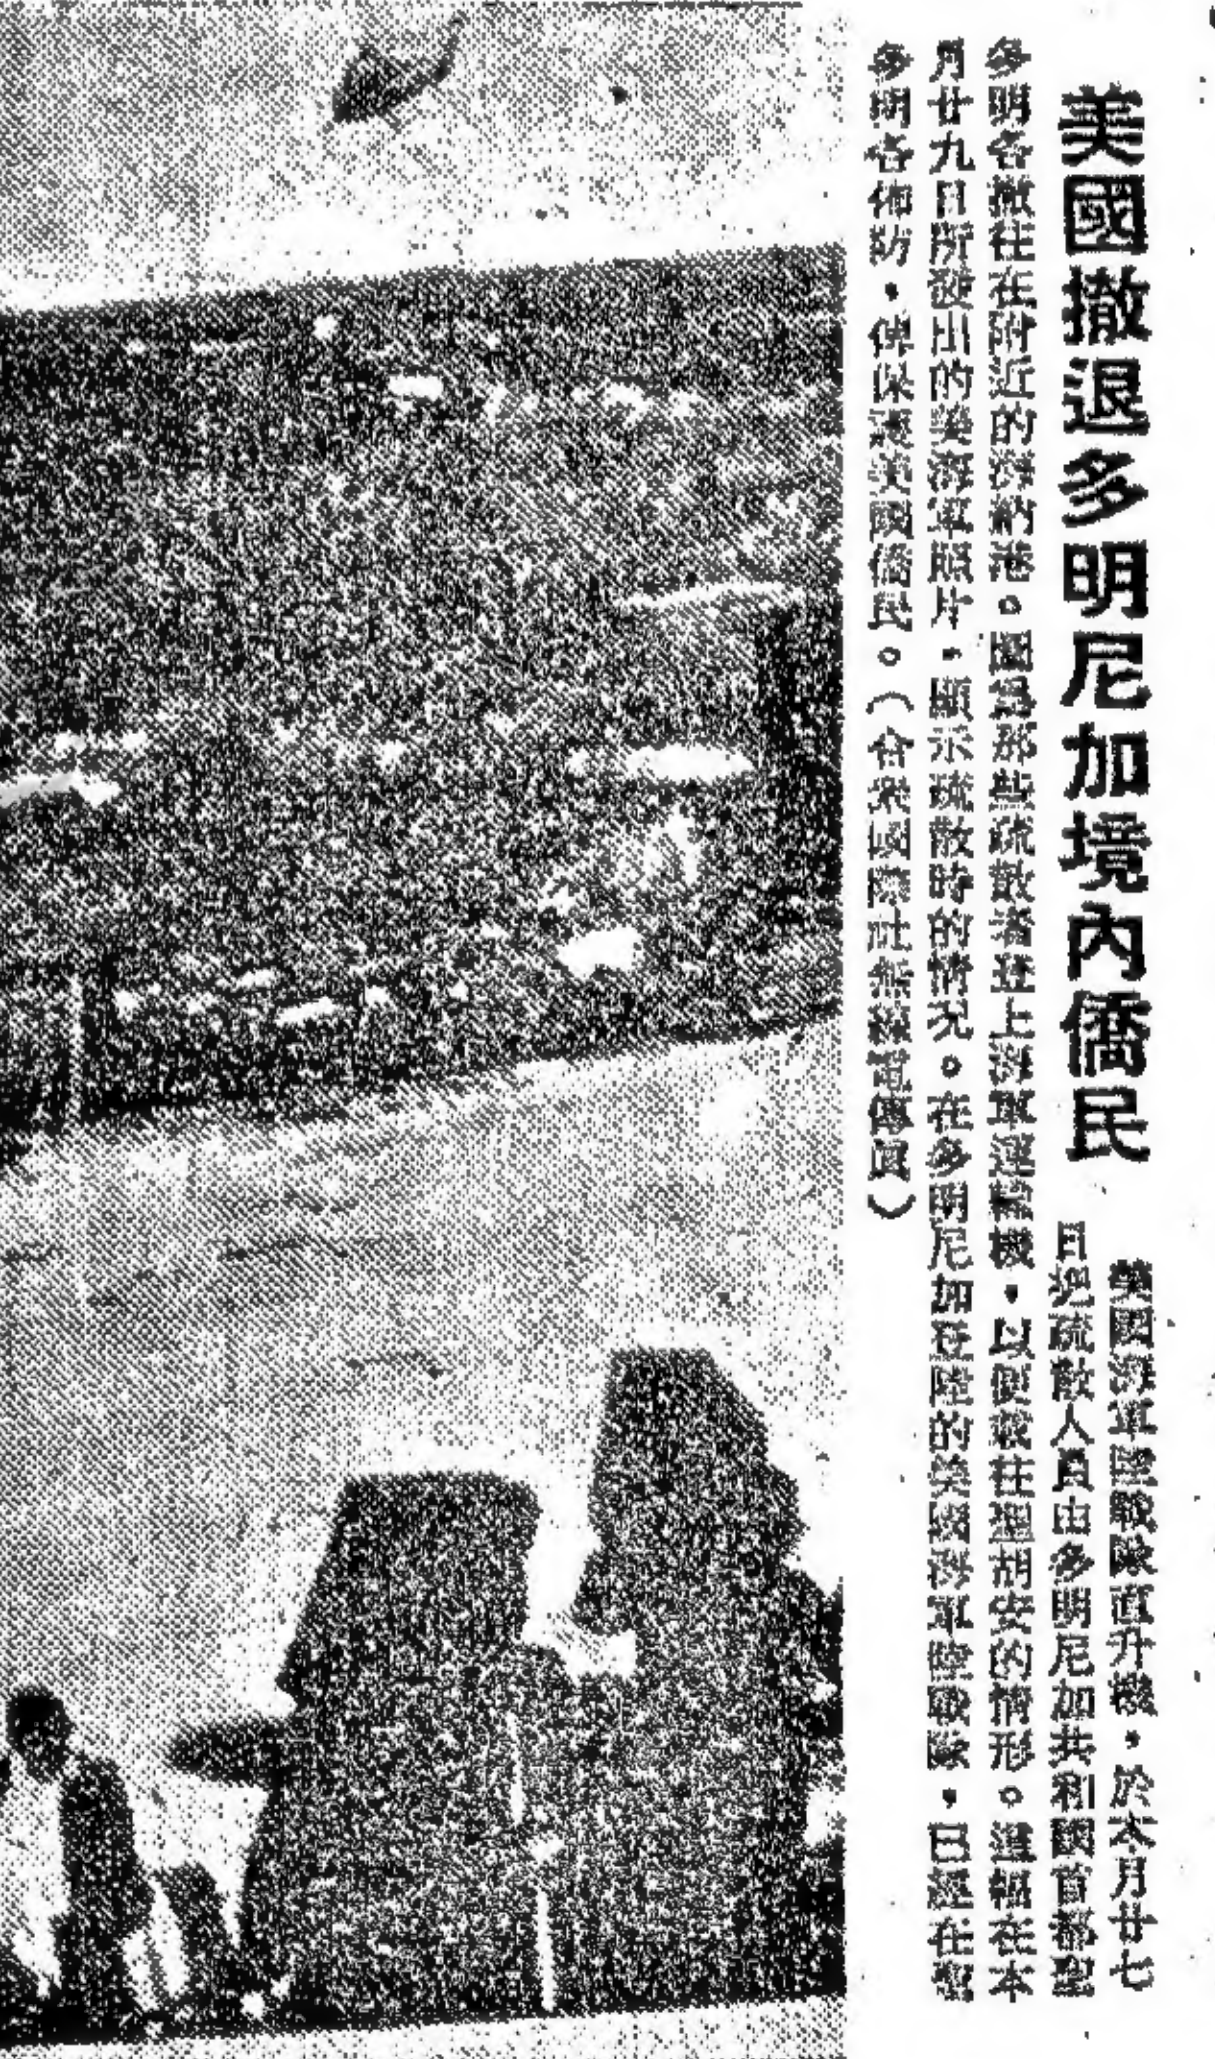 美國撤退多明尼加境內僑民
美國海軍陸戰隊直升機，於本月廿七
日把疏散人員由多明尼加共和國首都聖
多明各撤往在附近的海納港。圖為那些疏散者登上海軍運輸機，以便載往聖胡安的情形。這幅在本
月廿九日所發出的美海軍照片，顯示疏散時的情況。在多明尼加登陸的美國海軍陸戰隊，已經在聖
多明各佈防，俾保護美國僑民。（合眾國際社無線電傳真）